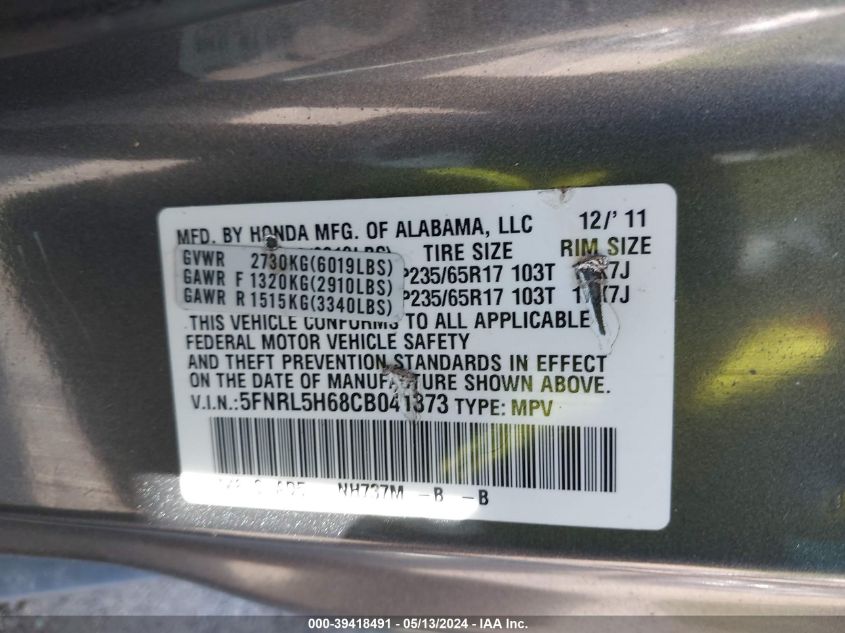 MFD. BY HONDA MFG. OF ALABAMA, LLC 12/'11
TIRE SIZE RIM SIZE
GVWR 2730KG(6019LBS)
GAWR F 1320KG(2910LBS) P235/65R17 103T
GAWR R 1515KG(3340LBS) P235/65R17 103T
THIS VEHICLE CONFORMS TO ALL APPLICABLE
FEDERAL MOTOR VEHICLE SAFETY
AND THEFT PREVENTION STANDARDS IN EFFECT
ON THE DATE OF MANUFACTURE SHOWN ABOVE.
V.I.N.:5FNRL5H68CB041373 TYPE: MPV
NH737M -B -B
000-39418491 - 05/13/2024 - IAA Inc.